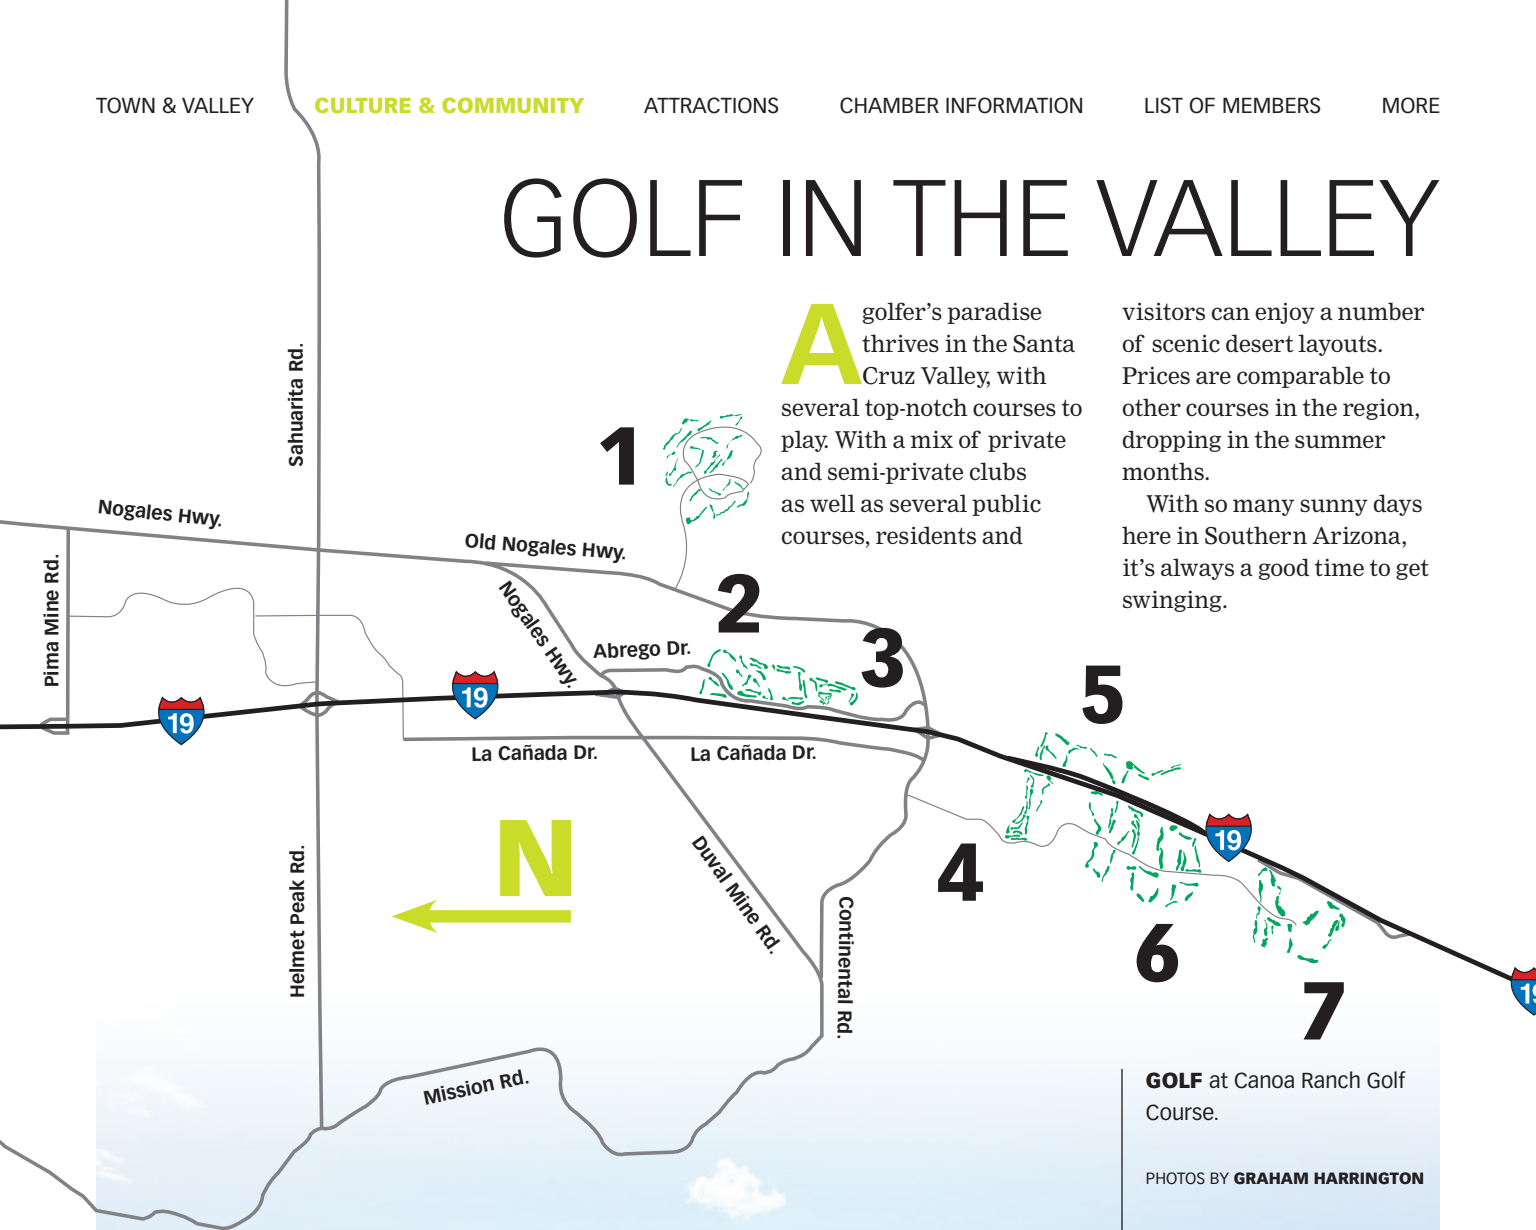 TOWN & VALLEY
CULTURE & COMMUNITY
ATTRACTIONS
CHAMBER INFORMATION
LIST OF MEMBERS
MORE
GOLF IN THE VALLEY
A golfer's paradise
thrives in the Santa
Cruz Valley, with
several top-notch courses to
play. With a mix of private
and semi-private clubs
as well as several public
courses, residents and
visitors can enjoy a number
of scenic desert layouts.
Prices are comparable to
other courses in the region,
dropping in the summer
months.
With so many sunny days
here in Southern Arizona,
it's always a good time to get
swinging.
Sahuarita Rd.
1
Nogales Hwy.
Old Nogales Hwy.
Pima Mine Rd.
Nogales Hwy.
2
Abrego Dr.
3
5
19
19
La Cañada Dr.
La Cañada Dr.
N
19
4
Helmet Peak Rd.
Duval Mine Rd.
Continental Rd.
6
7
19
Mission Rd.
GOLF at Canoa Ranch Golf
Course.
PHOTOS BY GRAHAM HARRINGTON